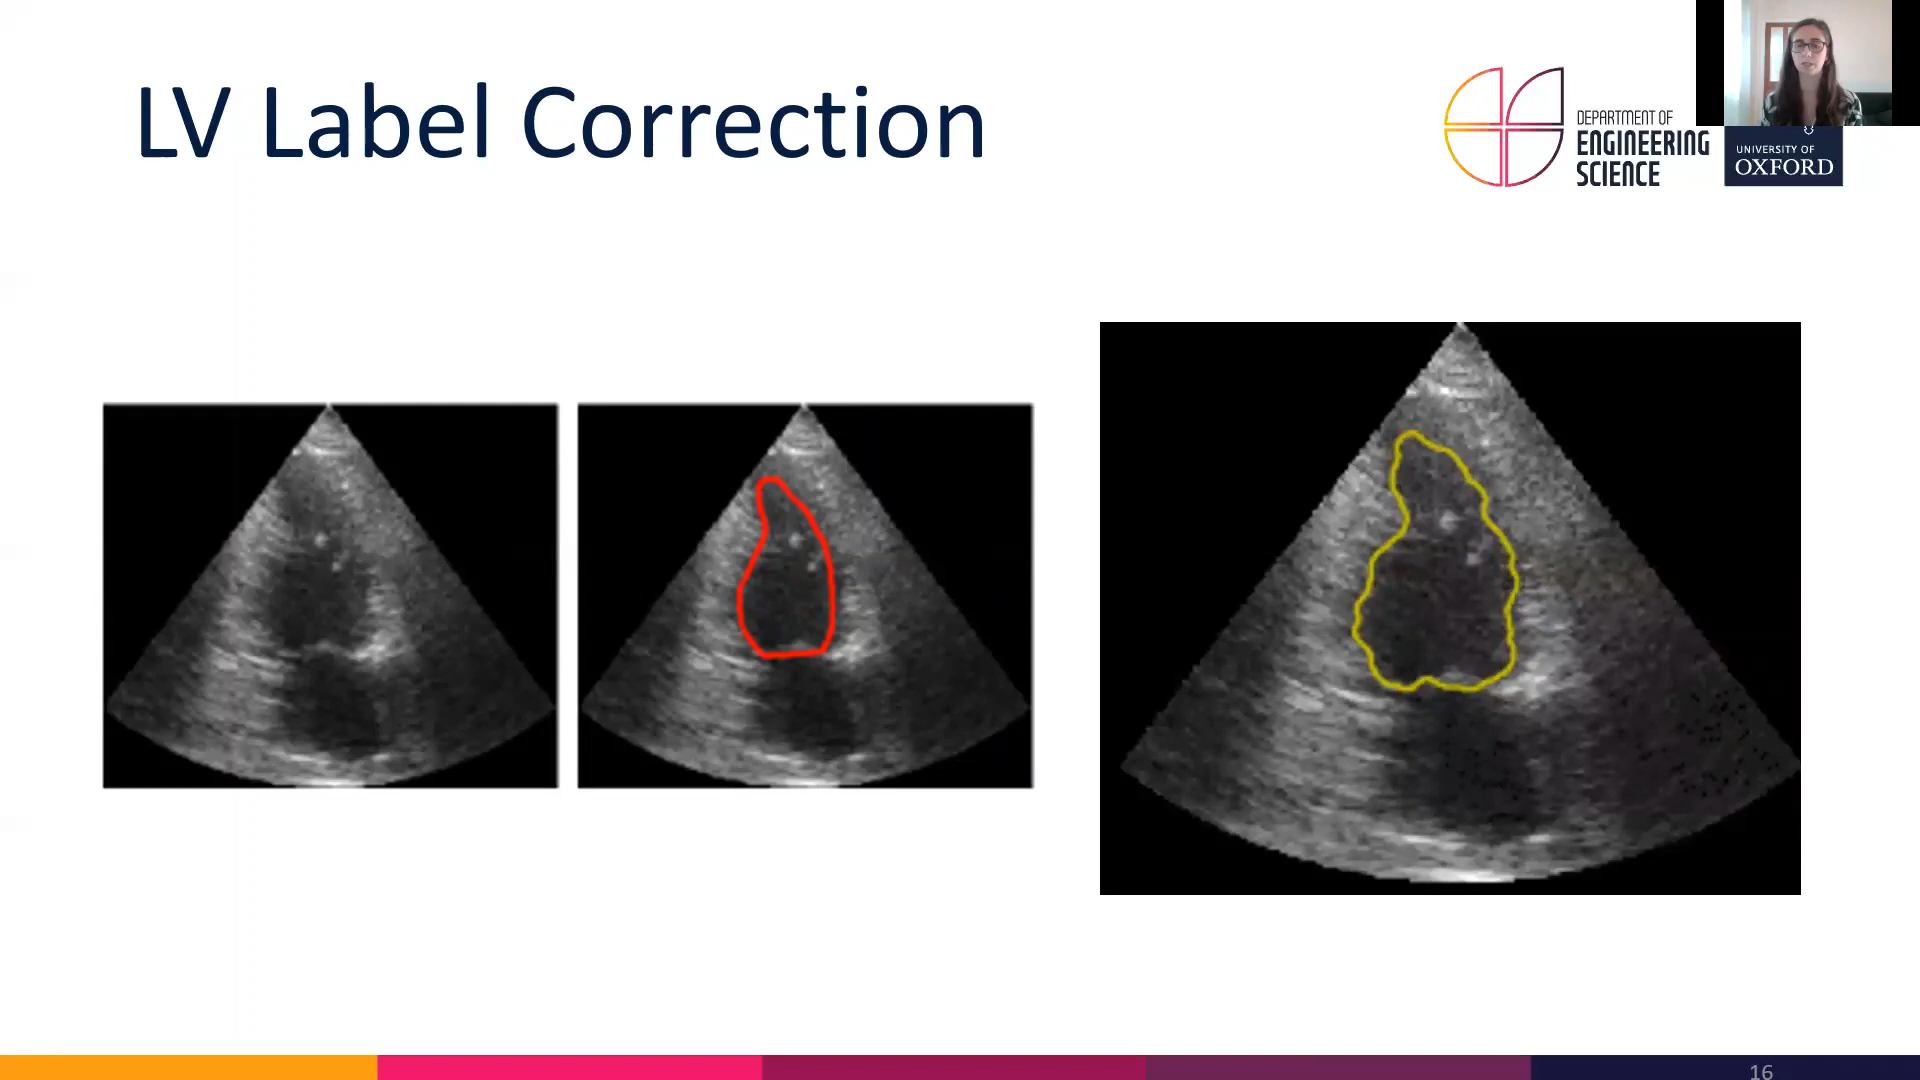 LV Label Correction
DEPARTMENT OF
ENGINEERING
SCIENCE
UNIVERSITY OF
OXFORD
16